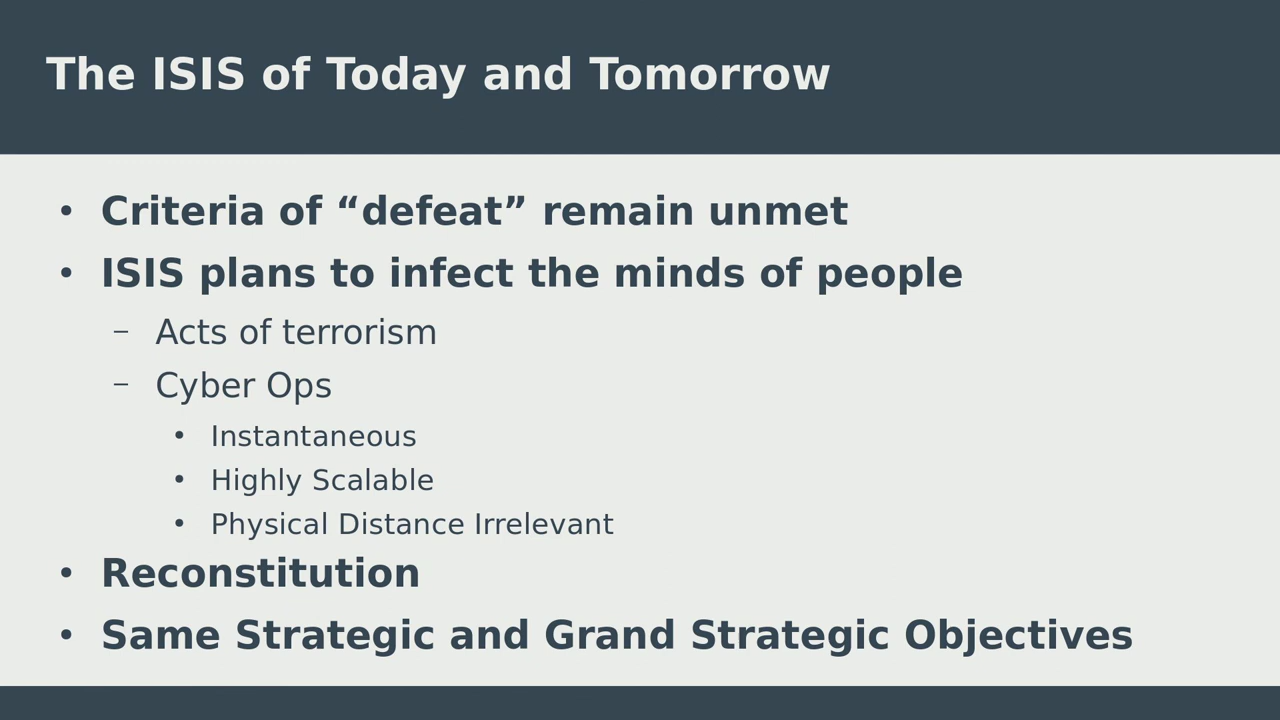 The ISIS of Today and Tomorrow
• Criteria of “defeat” remain unmet
• ISIS plans to infect the minds of people
– Acts of terrorism
– Cyber Ops
• Instantaneous
• Highly Scalable
• Physical Distance Irrelevant
• Reconstitution
• Same Strategic and Grand Strategic Objectives